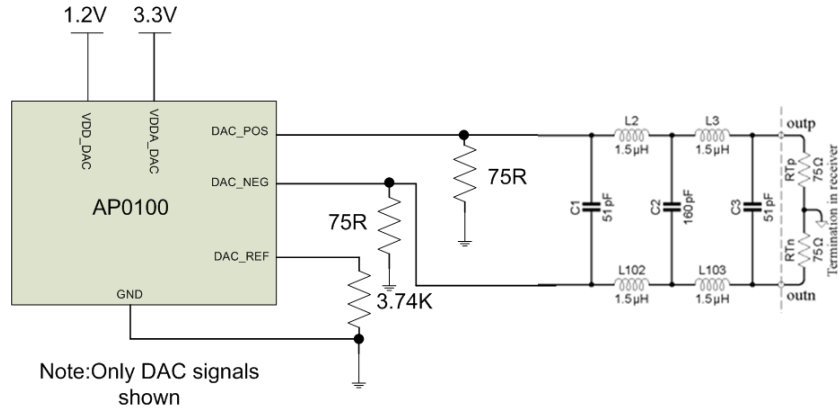 1.2V
3.3V
VDD_DAC
VDDA_DAC
DAC_POS
DAC_NEG
DAC_REF
AP0100
GND
75R
75R
3.74K
L2
1.5µH
L3
1.5µH
outp
C1
51pF
C2
160pF
C3
51pF
RTp
75Ω
RTn
75Ω
Termination in receiver
L102
1.5µH
L103
1.5µH
outn
Note:Only DAC signals
shown